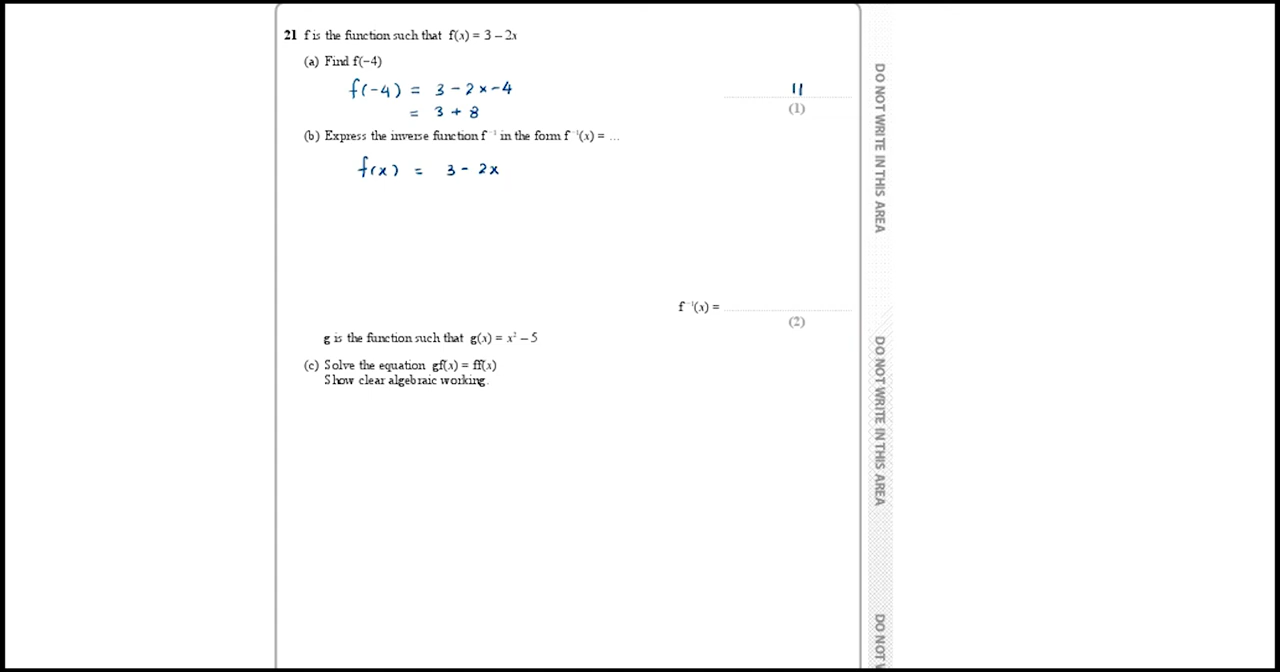 21 f is the function such that f(x) = 3 – 2x
(a) Find f(−4)
f(-4) = 3 - 2 × -4
11
= 3 + 8
(1)
(b) Express the inverse function f⁻¹ in the form f⁻¹(x) = ...
f(x) = 3 - 2x
f⁻¹(x) =
(2)
g is the function such that g(x) = x² – 5
(c) Solve the equation gf(x) = ff(x)
Show clear algebraic working.
DO NOT WRITE IN THIS AREA
DO NOT WRITE IN THIS AREA
DO NOT W